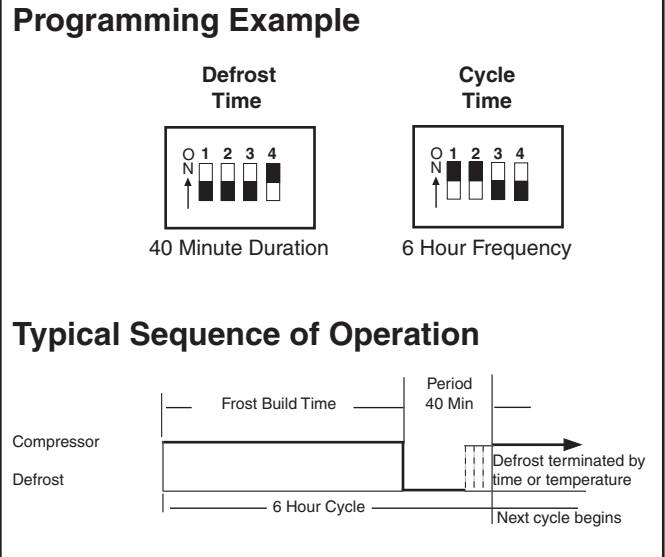 Programming Example
Defrost
Time
O
N
1 2 3 4
40 Minute Duration
Cycle
Time
O
N
1 2 3 4
6 Hour Frequency
Typical Sequence of Operation
Frost Build Time
Period
40 Min
Compressor
Defrost
Defrost terminated by
time or temperature
6 Hour Cycle
Next cycle begins